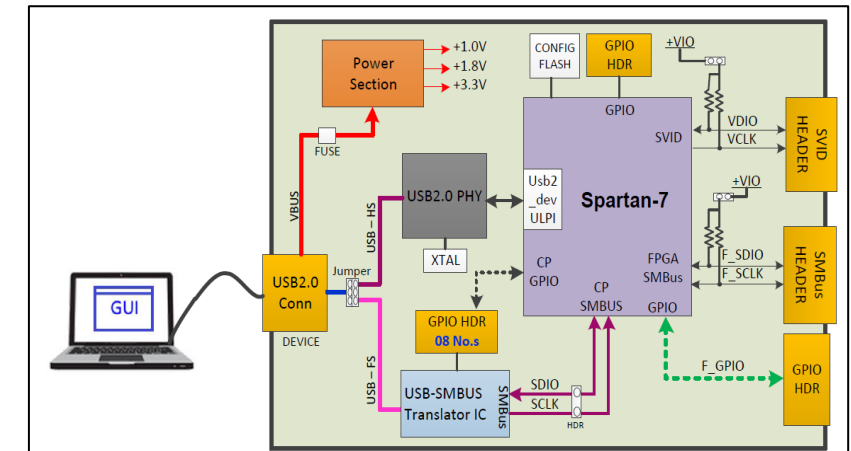 Power
Section
+1.0V
+1.8V
+3.3V
FUSE
VBUS
CONFIG
FLASH
GPIO
HDR
+VIO
GPIO
SVID
VDIO
VCLK
SVID
HEADER
USB2.0 PHY
XTAL
Usb2
_dev
ULPI
Spartan-7
+VIO
FPGA
SMBus
F_SDIO
F_SCLK
SMBus
HEADER
USB – HS
GUI
USB2.0
Conn
DEVICE
Jumper
CP
GPIO
CP
SMBUS
GPIO
GPIO HDR
08 No.s
USB – FS
USB-SMBUS
Translator IC
SMBus
SDIO
SCLK
HDR
F_GPIO
GPIO
HDR